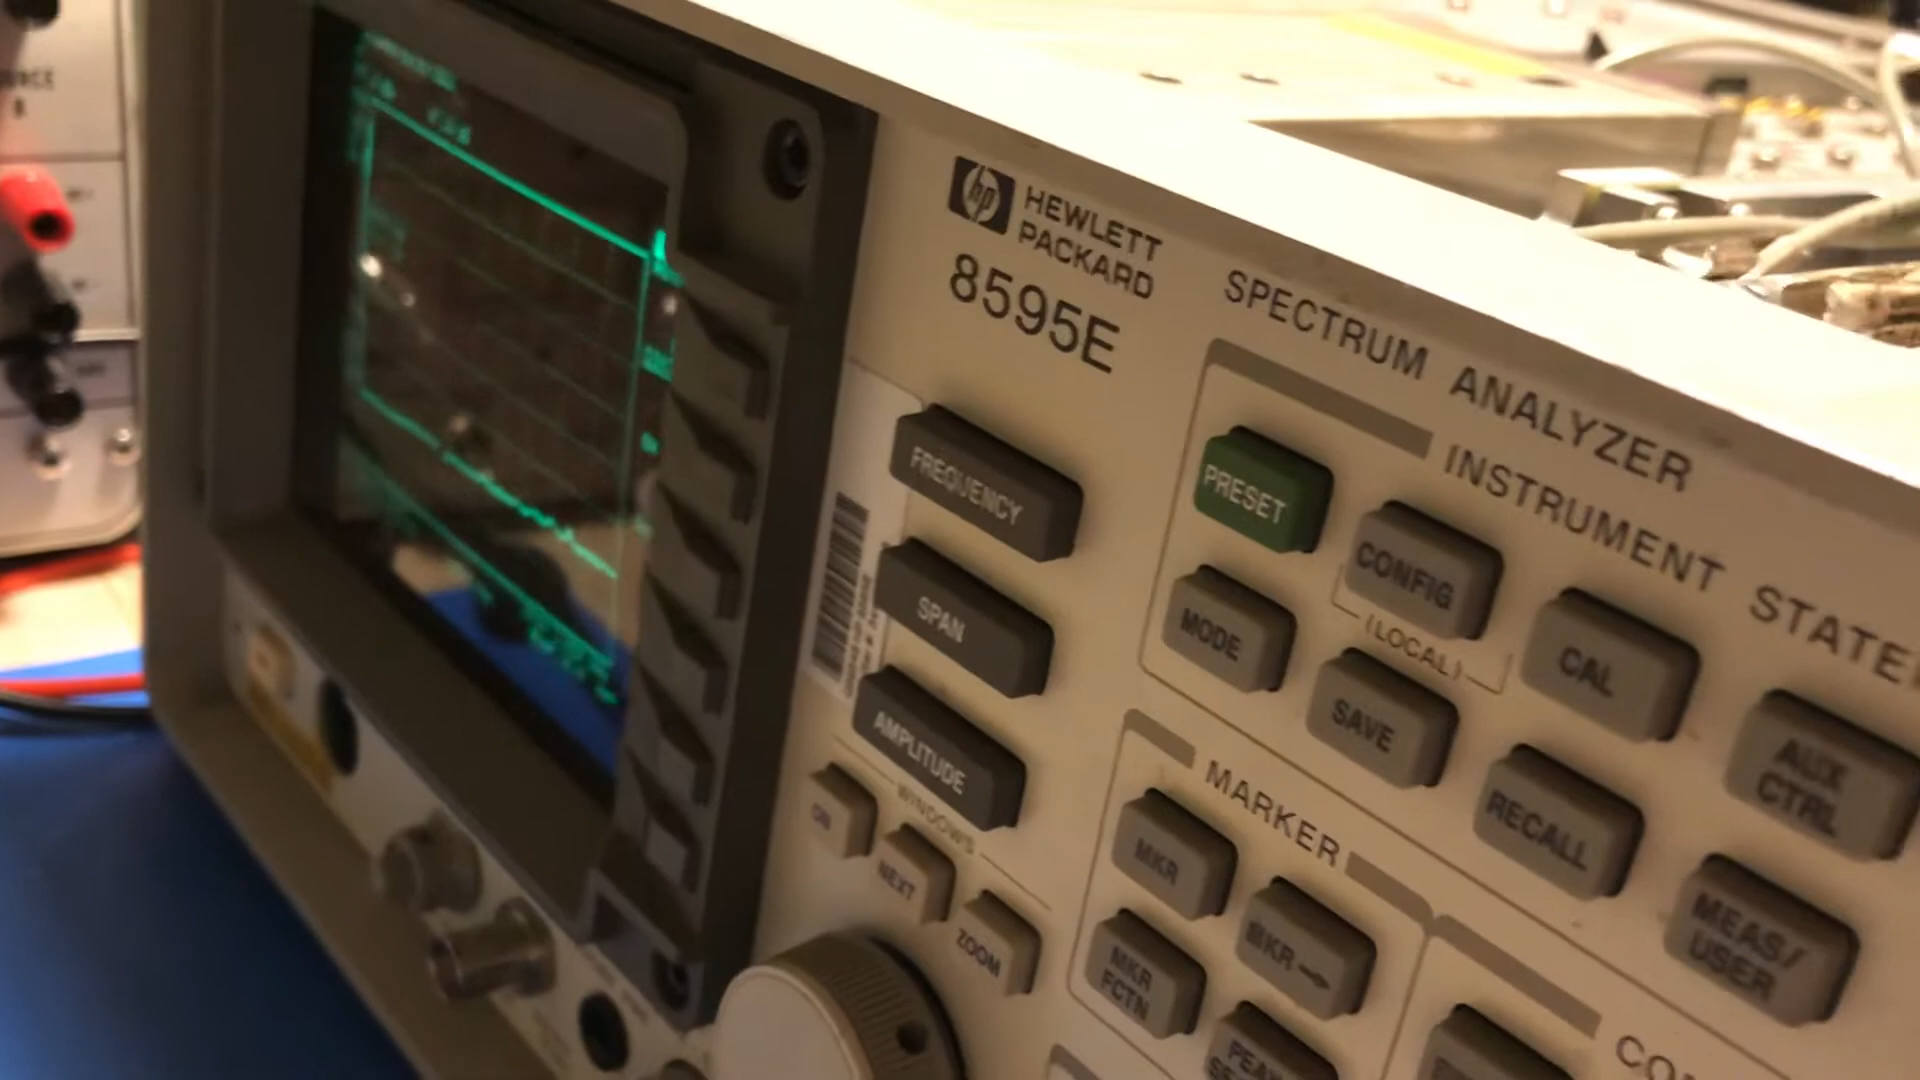 hp
HEWLETT
PACKARD
8595E
SPECTRUM ANALYZER
INSTRUMENT STATE
FREQUENCY
SPAN
AMPLITUDE
WINDOWS
ON
NEXT
ZOOM
PRESET
CONFIG
(LOCAL)
CAL
AUX
CTRL
MODE
SAVE
RECALL
MEAS/
USER
MARKER
MKR
MKR→
MKR
FCTN
PEAK